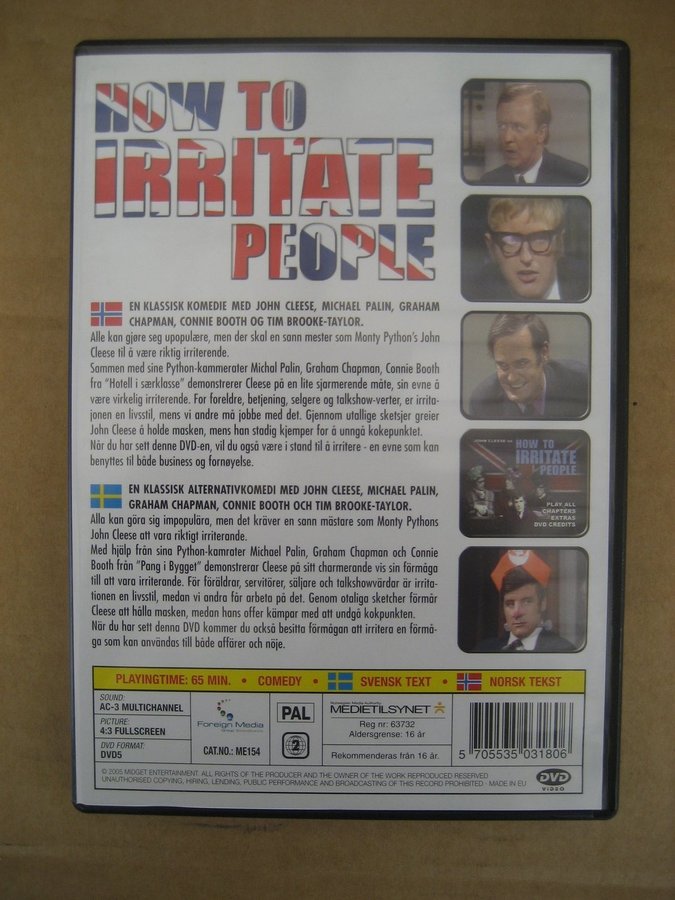 HOW TO
IRRITATE
PEOPLE
EN KLASSISK KOMEDIE MED JOHN CLEESE, MICHAEL PALIN, GRAHAM
CHAPMAN, CONNIE BOOTH OG TIM BROOKE-TAYLOR.
Alle kan gjøre seg upopulære, men der skal en sann mester som Monty Python's John
Cleese til å være riktig irriterende.
Sammen med sine Python-kammerater Michal Palin, Graham Chapman, Connie Booth
fra "Hotell i særklasse" demonstrerer Cleese på en lite sjarmerende måte, sin evne å
være virkelig irriterende. For foreldre, betjening, selgere og talkshow-verter, er irrita-
jonen en livsstil, mens vi andre må jobbe med det. Gjennom utallige sketsjer greier
John Cleese å holde masken, mens han stadig kjemper for å unngå kokepunktet.
Når du har sett denne DVD-en, vil du også være i stand til å irritere - en evne som kan
benyttes til både business og fornøyelse.
EN KLASSISK ALTERNATIVKOMEDI MED JOHN CLEESE, MICHAEL PALIN,
GRAHAM CHAPMAN, CONNIE BOOTH OCH TIM BROOKE-TAYLOR.
Alla kan göra sig impopulära, men det kräver en sann mästare som Monty Pythons
John Cleese att vara riktigt irriterande.
Med hjälp från sina Python-kamrater Michael Palin, Graham Chapman och Connie
Booth från "Pang i Bygget" demonstrerar Cleese på sitt charmerande vis sin förmåga
till att vara irriterande. För föräldrar, servitörer, säljare och talkshowvärdar är irrita-
tionen en livsstil, medan vi andra får arbeta på det. Genom otaliga sketcher förmår
Cleese att hålla masken, medan hans offer kämpar med att undgå kokpunkten.
När du har sett denna DVD kommer du också besitta förmågan att irritera en förmå-
ga som kan användas till både affärer och nöje.
JOHN CLEESE
HOW TO
IRRITATE
PEOPLE
PLAY ALL
CHAPTERS
EXTRAS
DVD CREDITS
PLAYINGTIME: 65 MIN. • COMEDY • SVENSK TEXT • NORSK TEKST
SOUND:
AC-3 MULTICHANNEL
PICTURE:
4:3 FULLSCREEN
DVD FORMAT:
DVD5
Foreign Media
CAT.NO.: ME154
PAL
2
Norwegian Media Authority
MEDIETILSYNET
Reg nr: 63732
Aldersgrense: 16 år
Rekommenderas från 16 år.
5 705535 031806
© 2005 MIDGET ENTERTAINMENT. ALL RIGHTS OF THE PRODUCER AND THE OWNER OF THE WORK REPRODUCED RESERVED
UNAUTHORISED COPYING, HIRING, LENDING, PUBLIC PERFORMANCE AND BROADCASTING OF THIS RECORD PROHIBITED - MADE IN EU
DVD
VIDEO